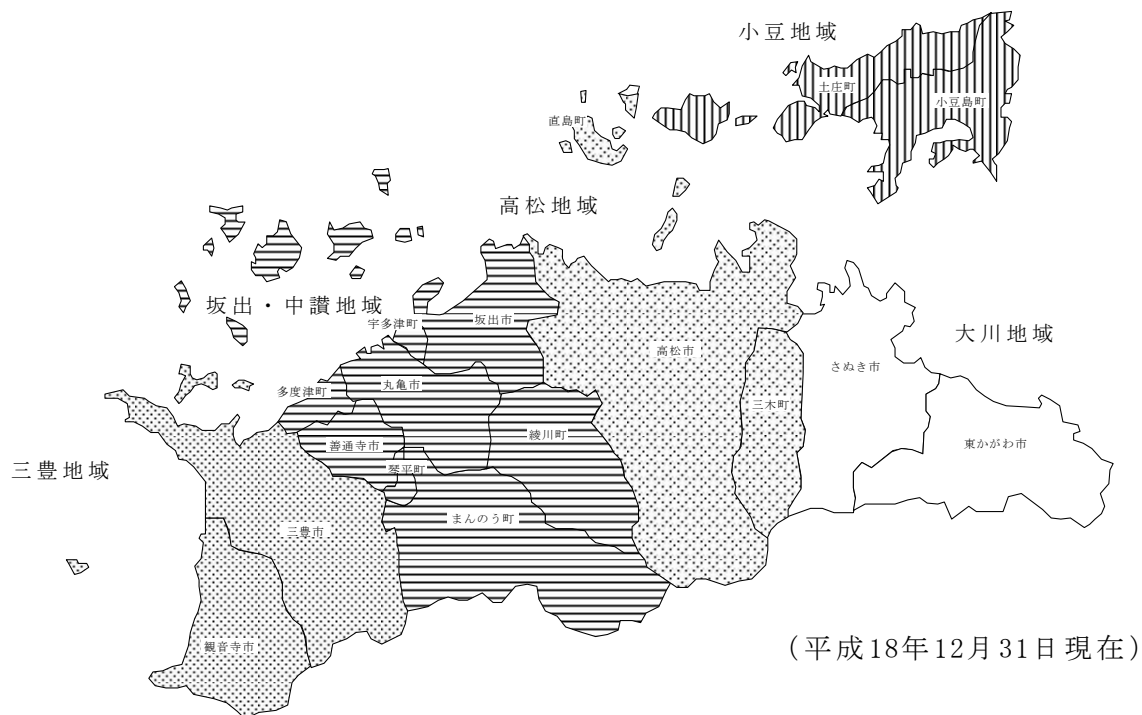 小豆地域
土庄町
小豆島町
直島町
高松地域
坂出・中讃地域
宇多津町
坂出市
大川地域
高松市
さぬき市
丸亀市
多度津町
三木町
綾川町
東かがわ市
善通寺市
琴平町
三豊地域
まんのう町
三豊市
観音寺市
(平成18年12月31日現在)